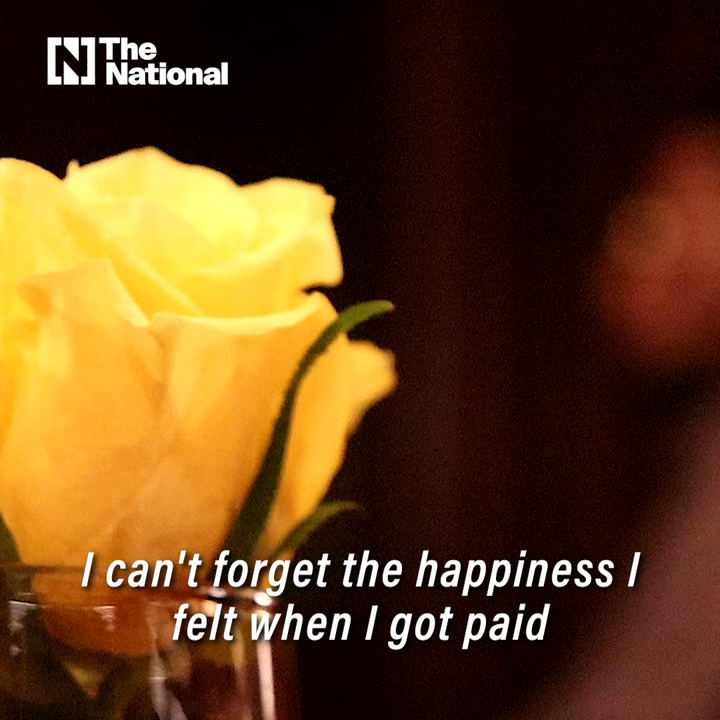 The
National
I can't forget the happiness I
felt when I got paid